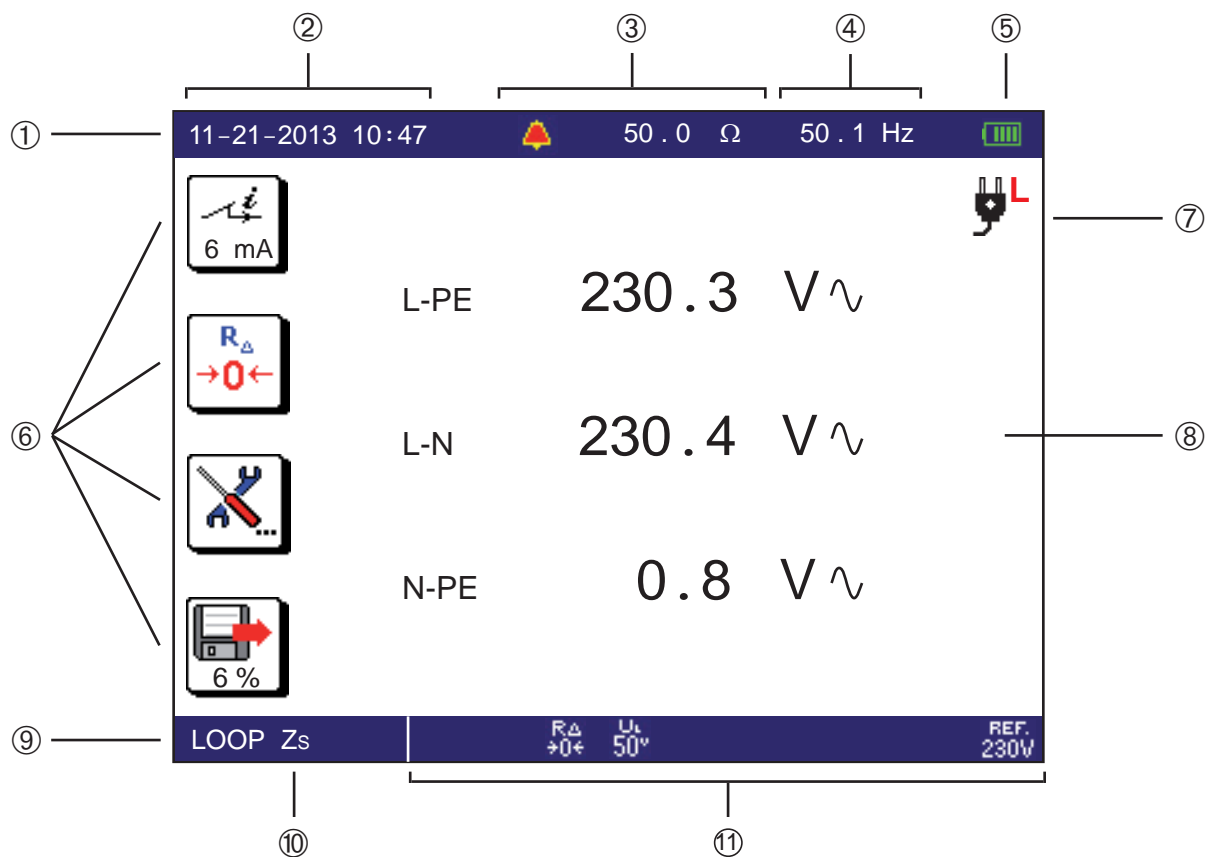 ② ③ ④ ⑤
① 11-21-2013 10:47 50.0 Ω 50.1 Hz
i
6 mA
L ⑦
L-PE 230.3 V
R△
→0←
⑥
L-N 230.4 V ⑧
...
N-PE 0.8 V
6 %
⑨ LOOP Zs R△ →0← UL 50V REF. 230V
⑩ ⑪